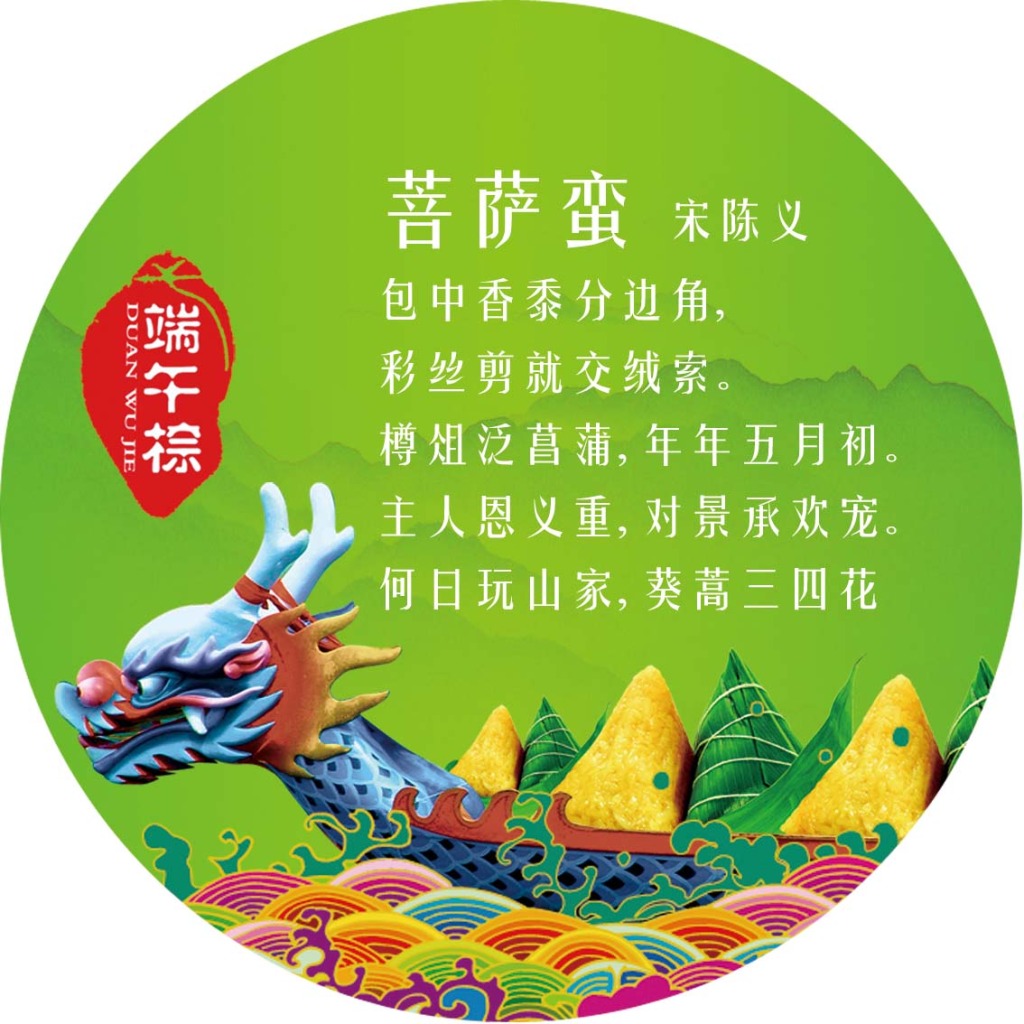 菩萨蛮 宋陈义
包中香黍分边角,
彩丝剪就交绒索。
樽俎泛菖蒲,年年五月初。
主人恩义重,对景承欢宠。
何日玩山家,葵蒿三四花
端午棕
DUAN WU JIE